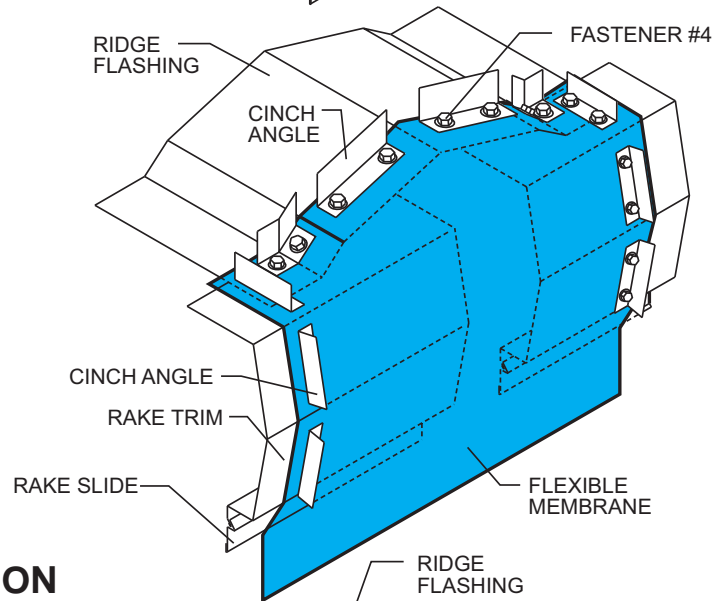 RIDGE
FLASHING
FASTENER #4
CINCH
ANGLE
CINCH ANGLE
RAKE TRIM
RAKE SLIDE
FLEXIBLE
MEMBRANE
ON
RIDGE
FLASHING